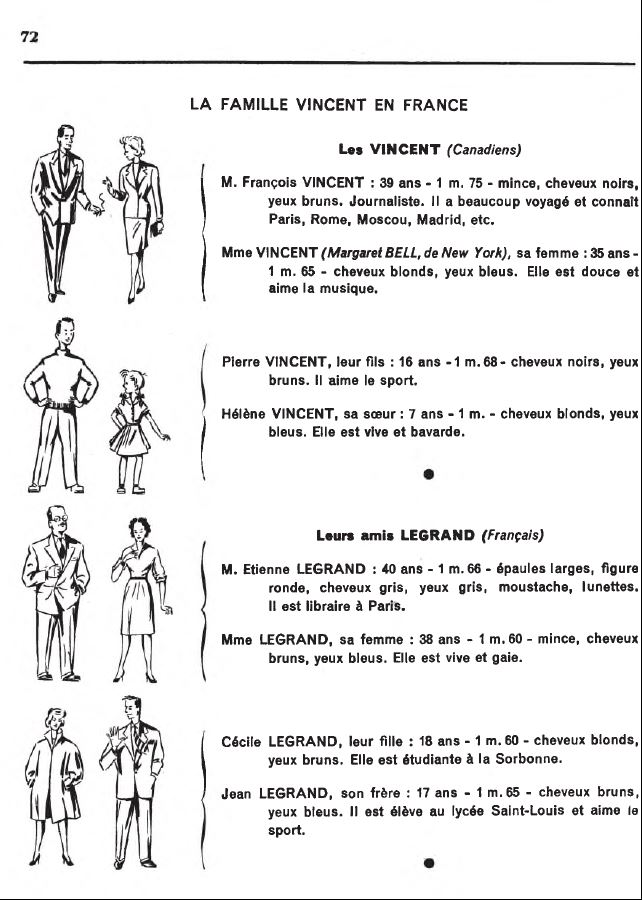 72
LA FAMILLE VINCENT EN FRANCE
Les VINCENT (Canadiens)
M. François VINCENT : 39 ans - 1 m. 75 - mince, cheveux noirs,
yeux bruns. Journaliste. Il a beaucoup voyagé et connaît
Paris, Rome, Moscou, Madrid, etc.
Mme VINCENT (Margaret BELL, de New York), sa femme : 35 ans -
1 m. 65 - cheveux blonds, yeux bleus. Elle est douce et
aime la musique.
Pierre VINCENT, leur fils : 16 ans - 1 m. 68 - cheveux noirs, yeux
bruns. Il aime le sport.
Hélène VINCENT, sa sœur : 7 ans - 1 m. - cheveux blonds, yeux
bleus. Elle est vive et bavarde.
Leurs amis LEGRAND (Français)
M. Etienne LEGRAND : 40 ans - 1 m. 66 - épaules larges, figure
ronde, cheveux gris, yeux gris, moustache, lunettes.
Il est libraire à Paris.
Mme LEGRAND, sa femme : 38 ans - 1 m. 60 - mince, cheveux
bruns, yeux bleus. Elle est vive et gaie.
Cécile LEGRAND, leur fille : 18 ans - 1 m. 60 - cheveux blonds,
yeux bruns. Elle est étudiante à la Sorbonne.
Jean LEGRAND, son frère : 17 ans - 1 m. 65 - cheveux bruns,
yeux bleus. Il est élève au lycée Saint-Louis et aime le
sport.